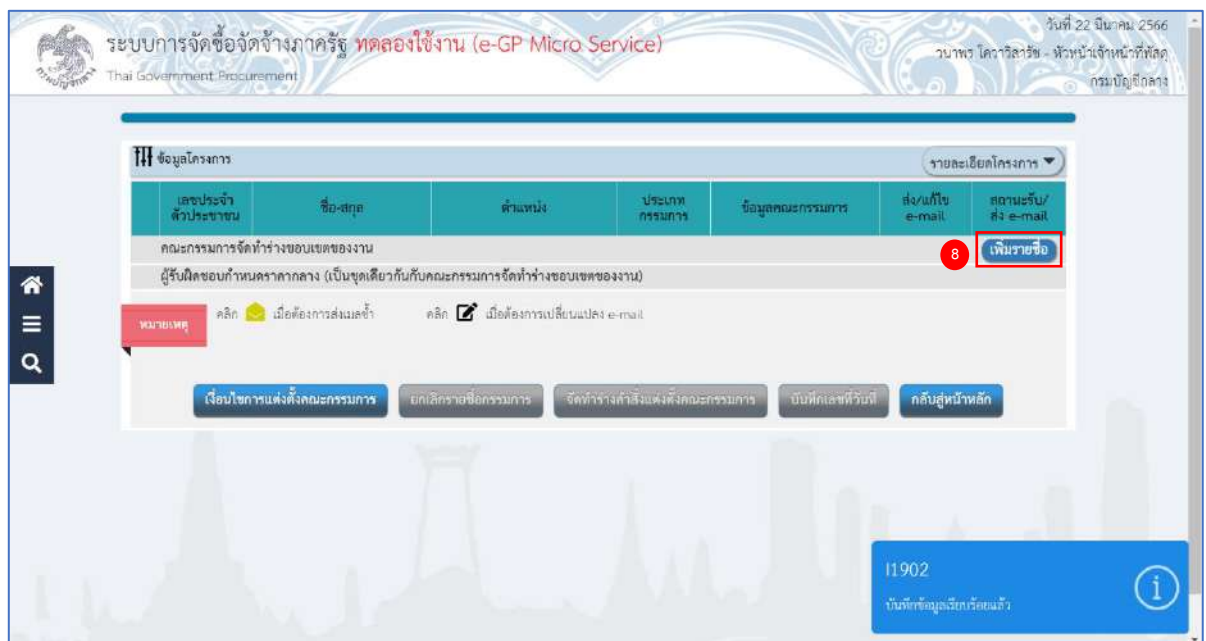 วันที่ 22 มีนาคม 2566
ระบบการจัดซื้อจัดจ้างภาครัฐ ทดลองใช้งาน (e-GP Micro Service)
Thai Government Procurement
หัวหน้าเจ้าหน้าที่พัสดุ
กรมบัญชีกลาง
ข้อมูลโครงการ
รายละเอียดโครงการ
เลขประจำตัวประชาชน
ชื่อ-สกุล
ตำแหน่ง
ประเภทกรรมการ
ข้อมูลคณะกรรมการ
ส่ง/แก้ไข e-mail
สถานะรับ/ส่ง e-mail
คณะกรรมการจัดทำร่างขอบเขตของงาน
8
เพิ่มรายชื่อ
ผู้รับผิดชอบกำหนดราคากลาง (เป็นชุดเดียวกันกับคณะกรรมการจัดทำร่างขอบเขตของงาน)
หมายเหตุ
คลิก เมื่อต้องการส่งเมลซ้ำ คลิก เมื่อต้องการเปลี่ยนแปลง e-mail
เงื่อนไขการแต่งตั้งคณะกรรมการ
ยกเลิกรายชื่อกรรมการ
จัดทำร่างคำสั่งแต่งตั้งคณะกรรมการ
บันทึกเลขที่วันที่
กลับสู่หน้าหลัก
I1902
บันทึกข้อมูลเรียบร้อยแล้ว